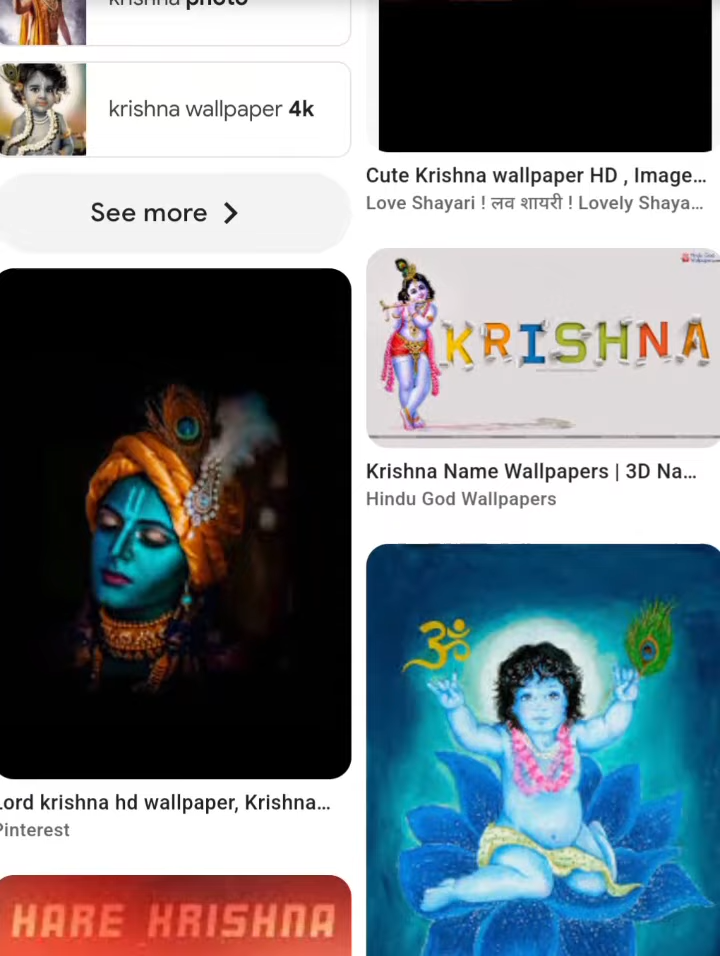 krishna photo
krishna wallpaper 4k
See more
Lord krishna hd wallpaper, Krishna...
Pinterest
HARE KRISHNA
Cute Krishna wallpaper HD , Image...
Love Shayari ! लव शायरी ! Lovely Shaya...
KRISHNA
Krishna Name Wallpapers | 3D Na...
Hindu God Wallpapers
ॐ